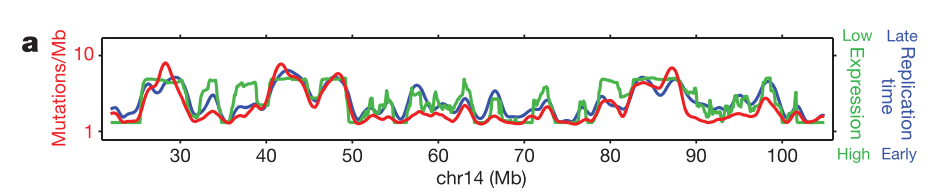 a
Mutations/Mb
10
1
Low Late
Expression
Replication
time
High Early
30 40 50 60 70 80 90 100
chr14 (Mb)